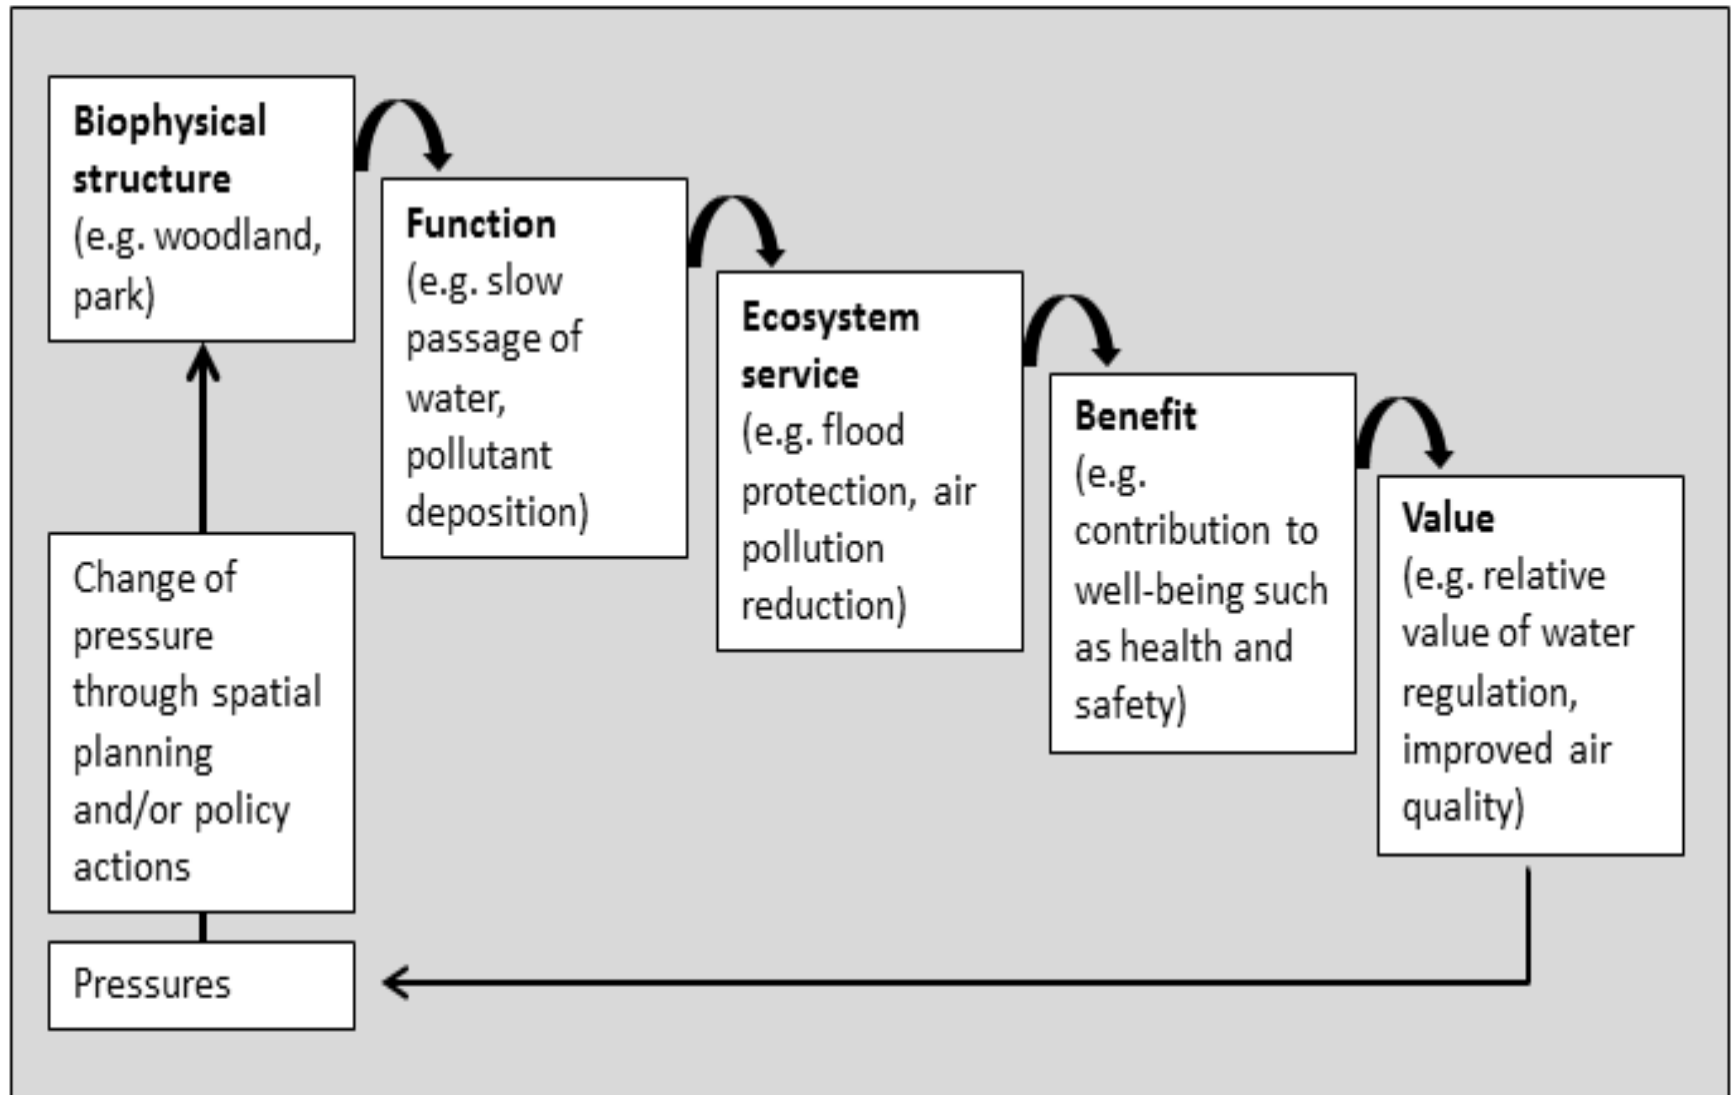 Biophysical
structure
(e.g. woodland,
park)
Function
(e.g. slow
passage of
water,
pollutant
deposition)
Ecosystem
service
(e.g. flood
protection, air
pollution
reduction)
Benefit
(e.g.
contribution to
well-being such
as health and
safety)
Value
(e.g. relative
value of water
regulation,
improved air
quality)
Change of
pressure
through spatial
planning
and/or policy
actions
Pressures